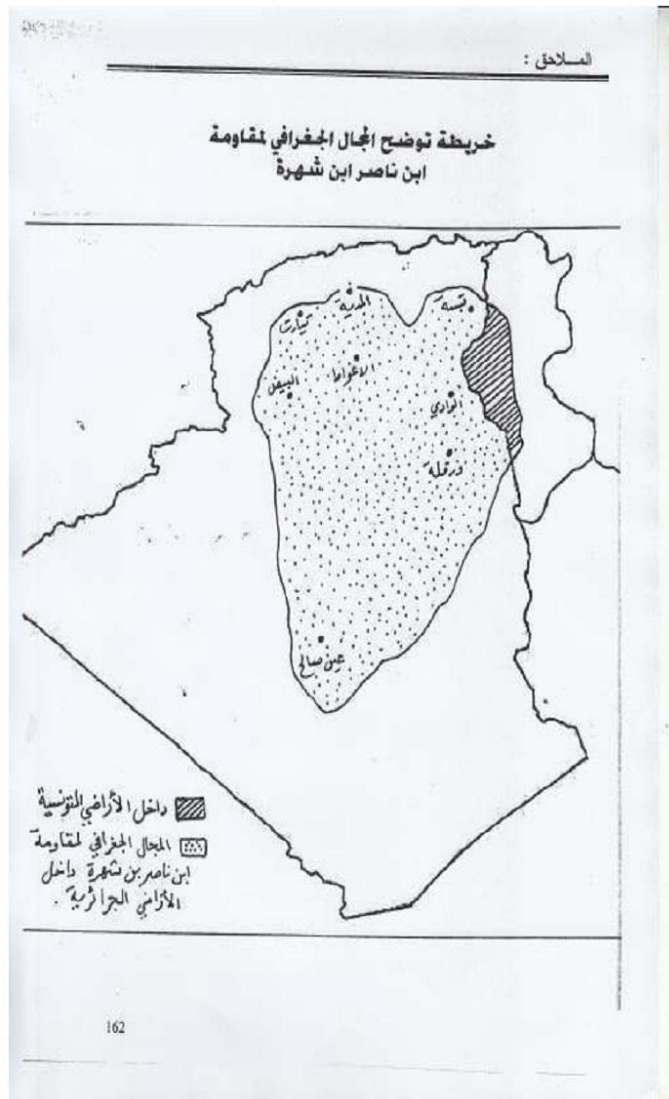 الملاحق :
خريطة توضح المجال الجغرافي لمقاومة
ابن ناصر ابن شهرة
المدية
تبسة
تيارت
الاغواط
البيض
الوادي
ورقلة
عين صالح
داخل الأراضي التونسية
المجال الجغرافي لمقاومة
ابن ناصر بن شهرة داخل
الأراضي الجزائرية .
162